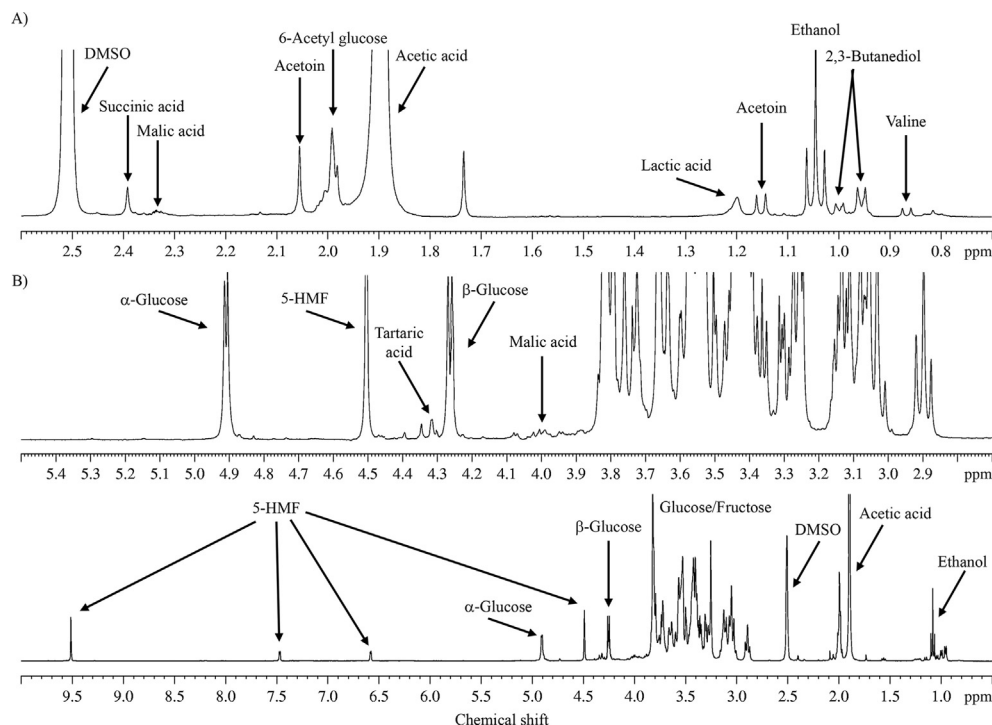 A)
DMSO
Succinic acid
Malic acid
6-Acetyl glucose
Acetoin
Acetic acid
Ethanol
2,3-Butanediol
Acetoin
Lactic acid
Valine
2.5 2.4 2.3 2.2 2.1 2.0 1.9 1.8 1.7 1.6 1.5 1.4 1.3 1.2 1.1 1.0 0.9 0.8 ppm
B)
α-Glucose
5-HMF
β-Glucose
Tartaric
acid
Malic acid
5.4 5.3 5.2 5.1 5.0 4.9 4.8 4.7 4.6 4.5 4.4 4.3 4.2 4.1 4.0 3.9 3.8 3.7 3.6 3.5 3.4 3.3 3.2 3.1 3.0 2.9 ppm
5-HMF
α-Glucose
β-Glucose
Glucose/Fructose
DMSO
Acetic acid
Ethanol
9.5 9.0 8.5 8.0 7.5 7.0 6.5 6.0 5.5 5.0 4.5 4.0 3.5 3.0 2.5 2.0 1.5 1.0 ppm
Chemical shift